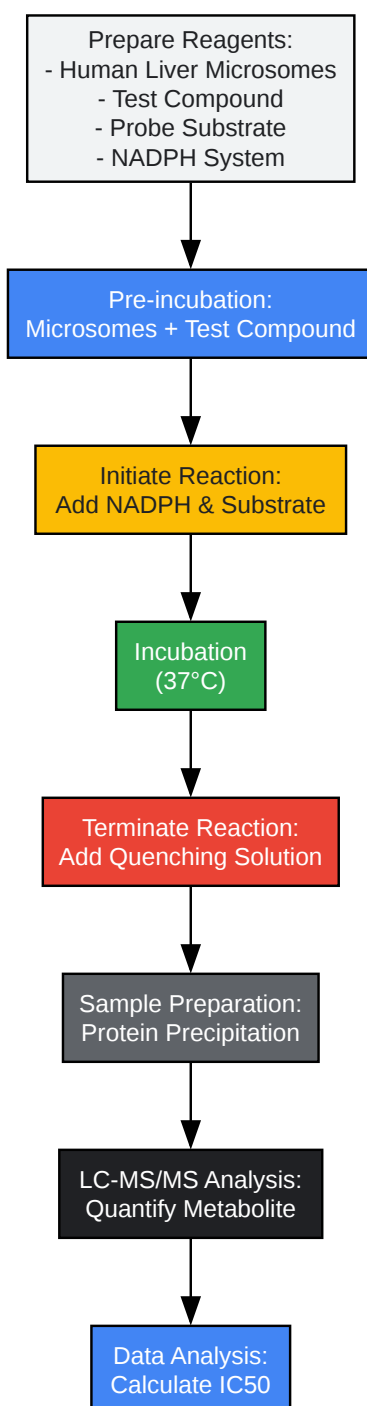 Prepare Reagents:
- Human Liver Microsomes
- Test Compound
- Probe Substrate
- NADPH System
Pre-incubation:
Microsomes + Test Compound
Initiate Reaction:
Add NADPH & Substrate
Incubation
(37°C)
Terminate Reaction:
Add Quenching Solution
Sample Preparation:
Protein Precipitation
LC-MS/MS Analysis:
Quantify Metabolite
Data Analysis:
Calculate IC50